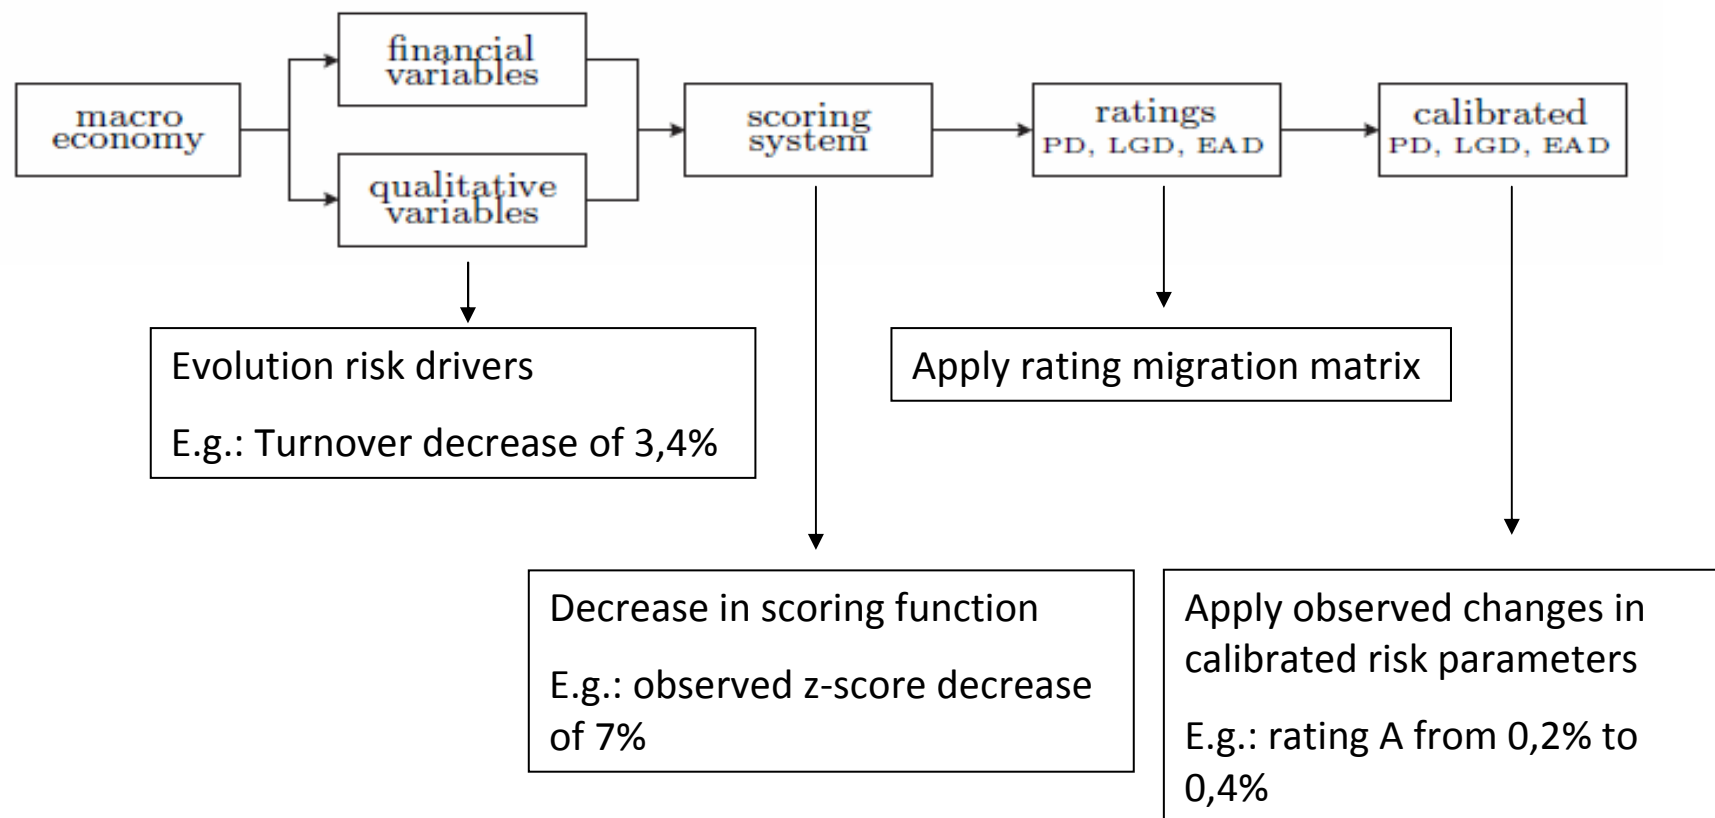 financial
variables
macro
economy
qualitative
variables
scoring
system
ratings
PD, LGD, EAD
calibrated
PD, LGD, EAD
Evolution risk drivers
E.g.: Turnover decrease of 3,4%
Apply rating migration matrix
Decrease in scoring function
E.g.: observed z-score decrease
of 7%
Apply observed changes in
calibrated risk parameters
E.g.: rating A from 0,2% to
0,4%